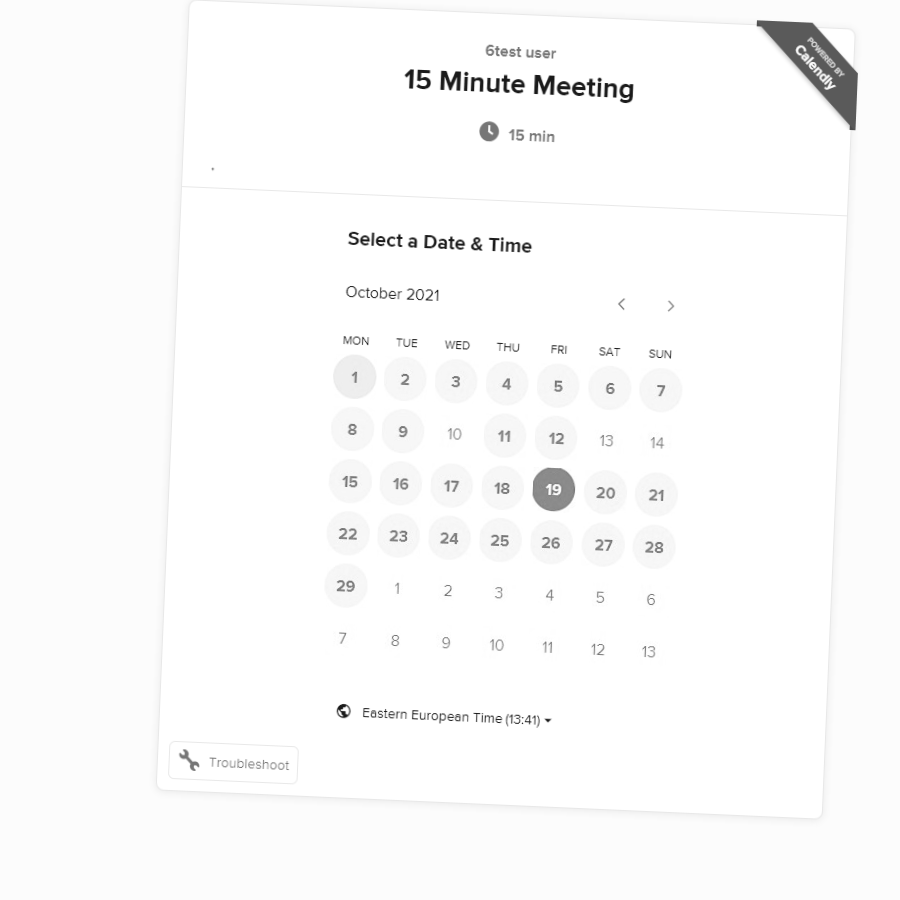 6test user
15 Minute Meeting
15 min
POWERED BY
Calendly
.
Select a Date & Time
October 2021
MON TUE WED THU FRI SAT SUN
1 2 3 4 5 6 7
8 9 10 11 12 13 14
15 16 17 18 19 20 21
22 23 24 25 26 27 28
29 1 2 3 4 5 6
7 8 9 10 11 12 13
Eastern European Time (13:41)
Troubleshoot